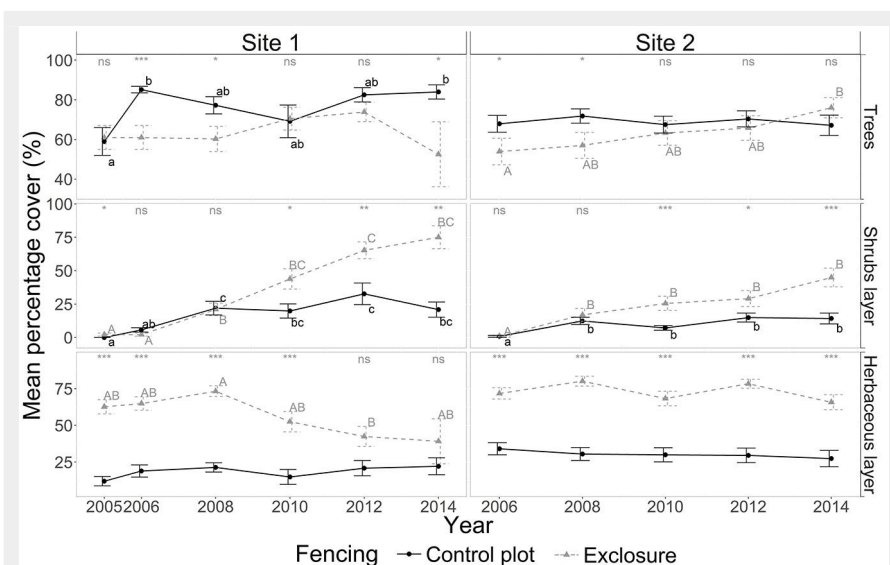 Site 1 Site 2
ns *** * ns ns * * * ns ns ns
100 b ab ab b B
80
60 a ab A AB AB AB
40
Trees
* ns ns * ** ** ns ns *** * ***
100 BC
75 C
50 BC B
25 c B B B
0 A ab A B bc c bc A a b b b b
a
Shrubs layer
*** *** *** *** ns ns *** *** *** *** ***
75 AB AB A AB B AB
50
25
Herbaceous layer
Mean percentage cover (%)
2005 2006 2008 2010 2012 2014 2006 2008 2010 2012 2014
Year
Fencing Control plot Exclosure